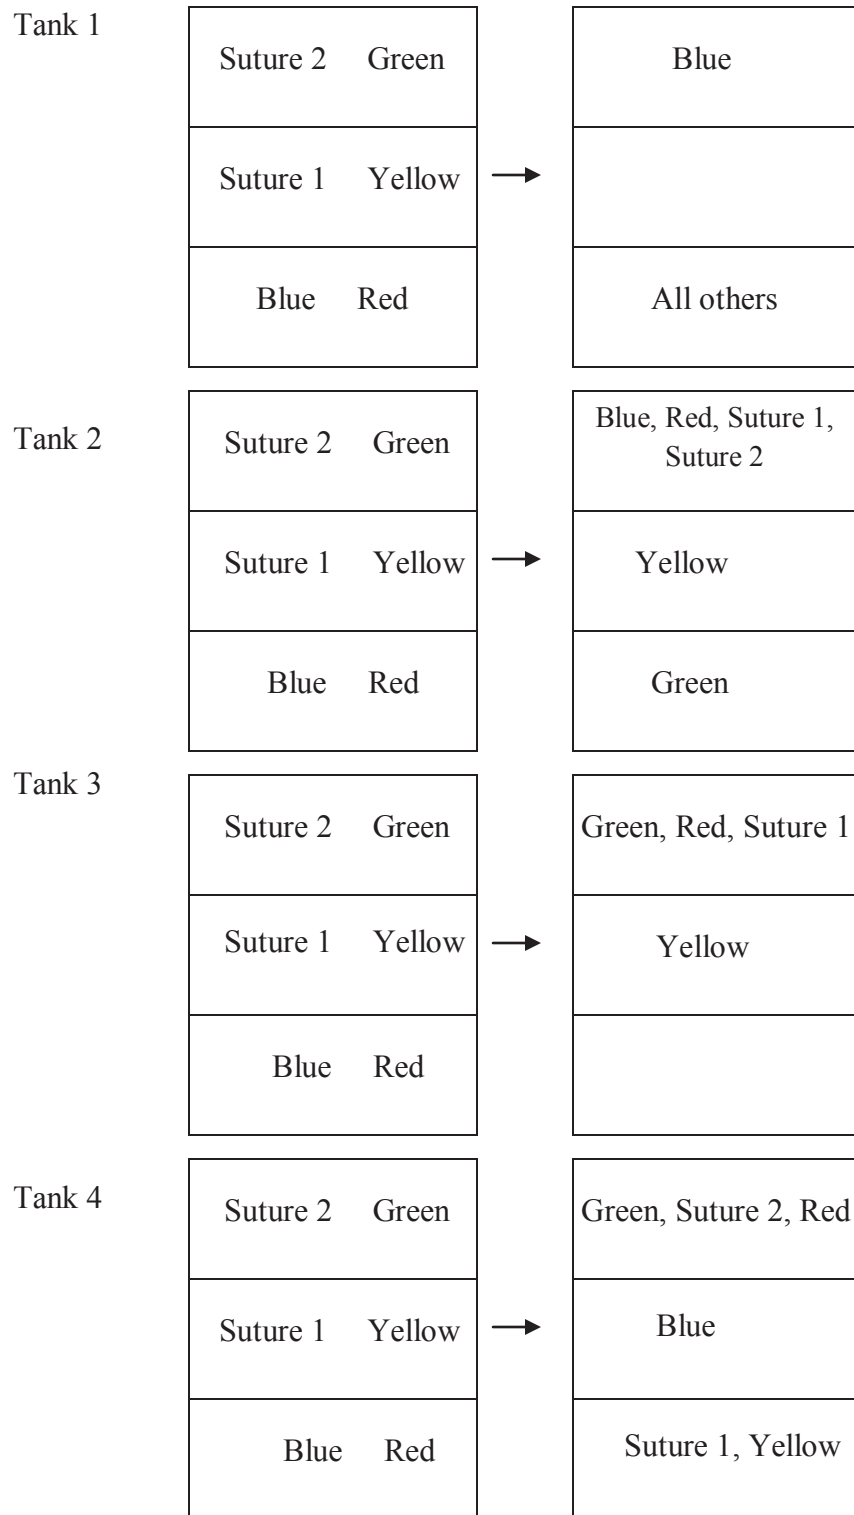 Tank 1
Suture 2 Green
Blue
Suture 1 Yellow
Blue Red
All others
Tank 2
Suture 2 Green
Blue, Red, Suture 1,
Suture 2
Suture 1 Yellow
Yellow
Blue Red
Green
Tank 3
Suture 2 Green
Green, Red, Suture 1
Suture 1 Yellow
Yellow
Blue Red
Tank 4
Suture 2 Green
Green, Suture 2, Red
Suture 1 Yellow
Blue
Blue Red
Suture 1, Yellow